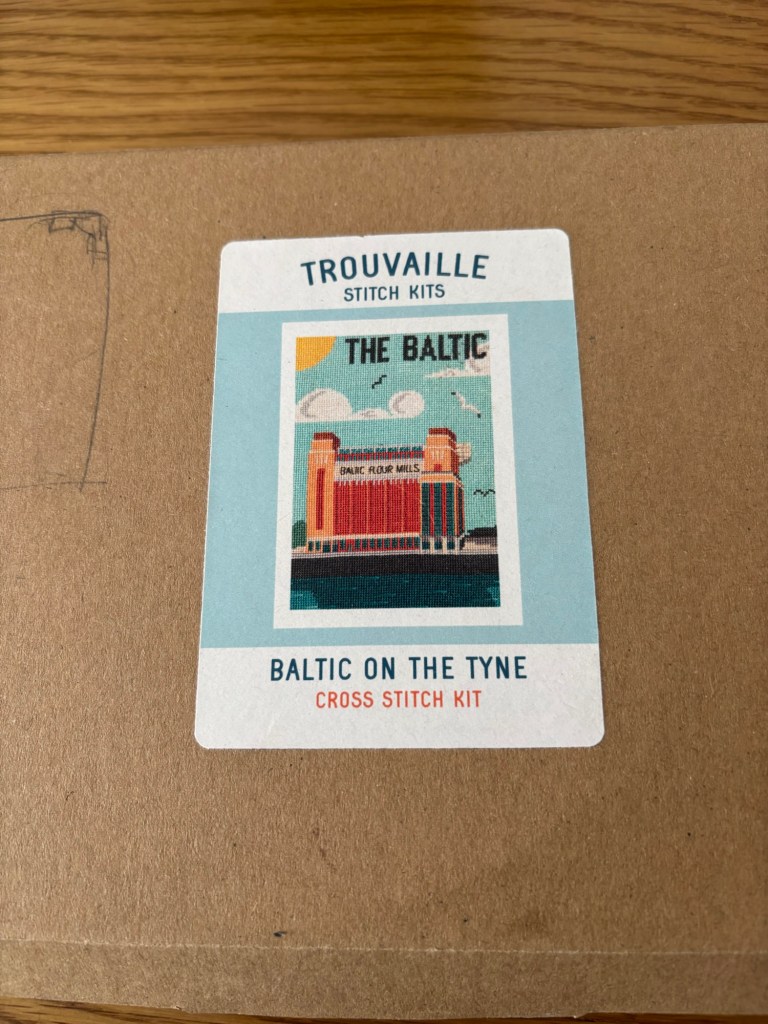 TROUVAILLE
STITCH KITS
THE BALTIC
BALTIC FLOUR MILLS
BALTIC ON THE TYNE
CROSS STITCH KIT